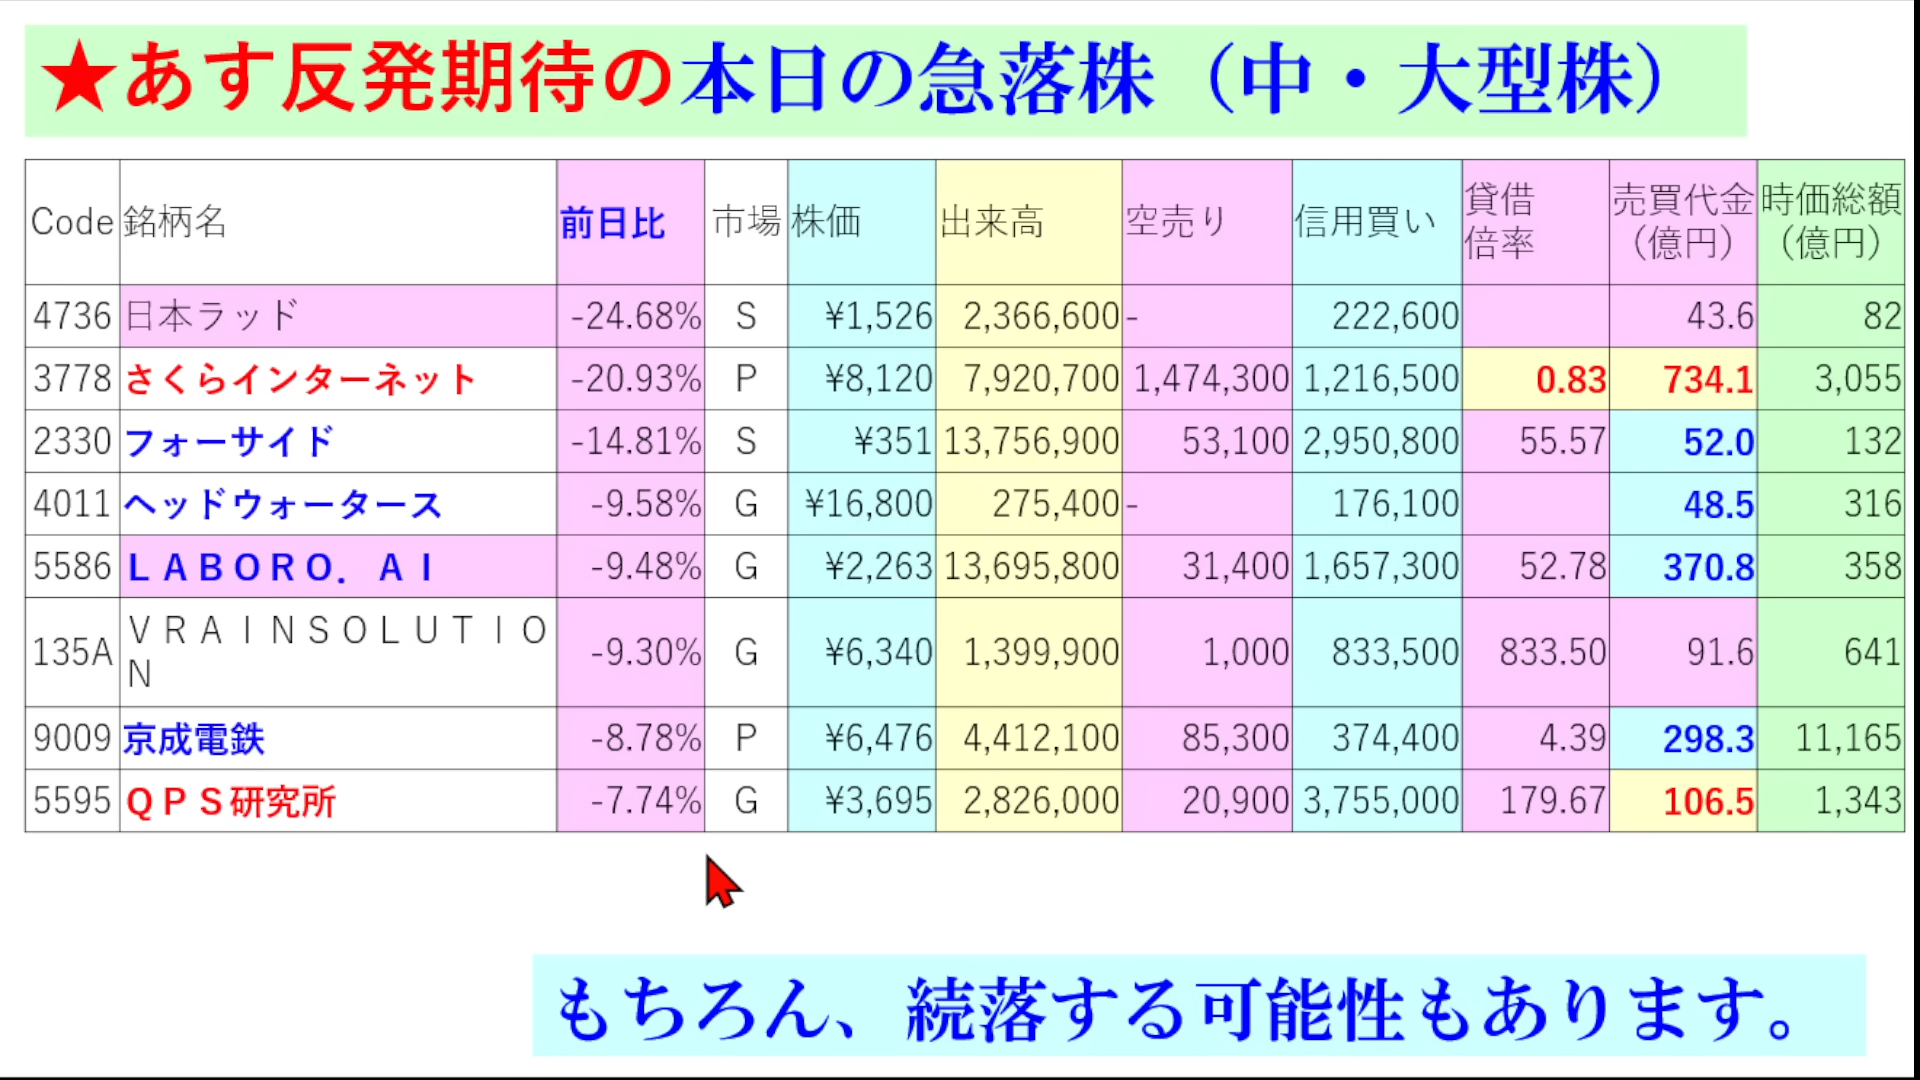 ★あす反発期待の本日の急落株（中・大型株）
Code 銘柄名 前日比 市場 株価 出来高 空売り 信用買い 貸借倍率 売買代金（億円） 時価総額（億円）
4736 日本ラッド -24.68% S ¥1,526 2,366,600 - 222,600 43.6 82
3778 さくらインターネット -20.93% P ¥8,120 7,920,700 1,474,300 1,216,500 0.83 734.1 3,055
2330 フォーサイド -14.81% S ¥351 13,756,900 53,100 2,950,800 55.57 52.0 132
4011 ヘッドウォータース -9.58% G ¥16,800 275,400 - 176,100 48.5 316
5586 ＬＡＢＯＲＯ．ＡＩ -9.48% G ¥2,263 13,695,800 31,400 1,657,300 52.78 370.8 358
135A ＶＲＡＩＮＳＯＬＵＴＩＯＮ -9.30% G ¥6,340 1,399,900 1,000 833,500 833.50 91.6 641
9009 京成電鉄 -8.78% P ¥6,476 4,412,100 85,300 374,400 4.39 298.3 11,165
5595 ＱＰＳ研究所 -7.74% G ¥3,695 2,826,000 20,900 3,755,000 179.67 106.5 1,343
もちろん、続落する可能性もあります。